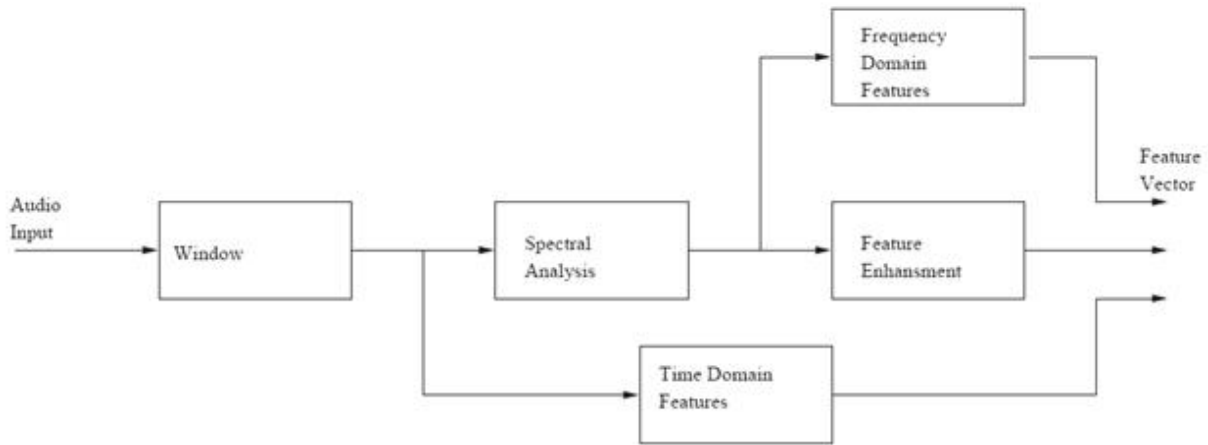 Audio
Input
Window
Spectral
Analysis
Frequency
Domain
Features
Feature
Enhansment
Time Domain
Features
Feature
Vector